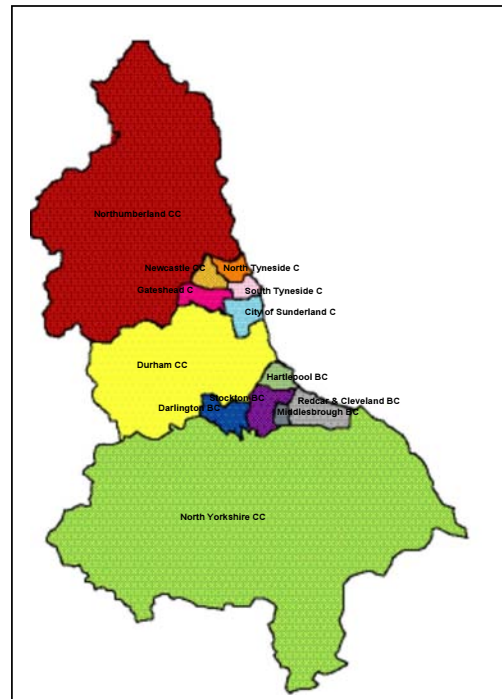 Northumberland CC
Newcastle CC
North Tyneside C
Gateshead C
South Tyneside C
City of Sunderland C
Durham CC
Hartlepool BC
Stockton BC
Redcar & Cleveland BC
Darlington BC
Middlesbrough BC
North Yorkshire CC